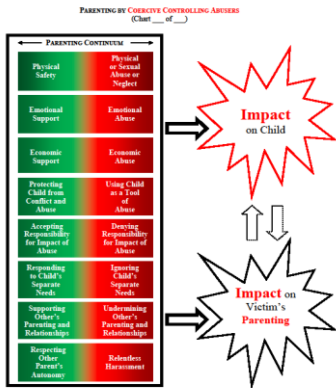 PARENTING BY COERCIVE CONTROLLING ABUSERS
(Chart ___ of ___)
PARENTING CONTINUUM
Physical
Safety
Physical
or Sexual
Abuse or
Neglect
Emotional
Support
Emotional
Abuse
Economic
Support
Economic
Abuse
Protecting
Child from
Conflict and
Abuse
Using Child
as a Tool
of
Abuse
Accepting
Responsibility
for Impact of
Abuse
Denying
Responsibility
for Impact of
Abuse
Responding
to Child's
Separate
Needs
Ignoring
Child's
Separate
Needs
Supporting
Other's
Parenting and
Relationships
Undermining
Other's
Parenting and
Relationships
Respecting
Other
Parent's
Autonomy
Relentless
Harassment
Impact
on Child
Impact on
Victim's
Parenting